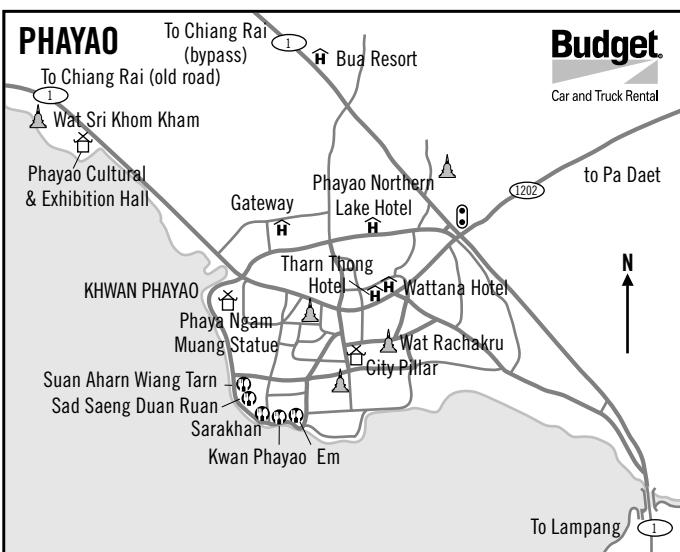 PHAYAO
To Chiang Rai
(bypass)
1
H
Bua Resort
Budget
Car and Truck Rental
To Chiang Rai (old road)
1
Wat Sri Khom Kham
Phayao Cultural
& Exhibition Hall
Gateway
H
Phayao Northern
Lake Hotel
H
1202
to Pa Daet
N
Tharn Thong
Hotel
H
H
Wattana Hotel
KHWAN PHAYAO
Phaya Ngam
Muang Statue
Wat Rachakru
City Pillar
Suan Aharn Wiang Tarn
Sad Saeng Duan Ruan
Sarakhan
Kwan Phayao
Em
To Lampang
1